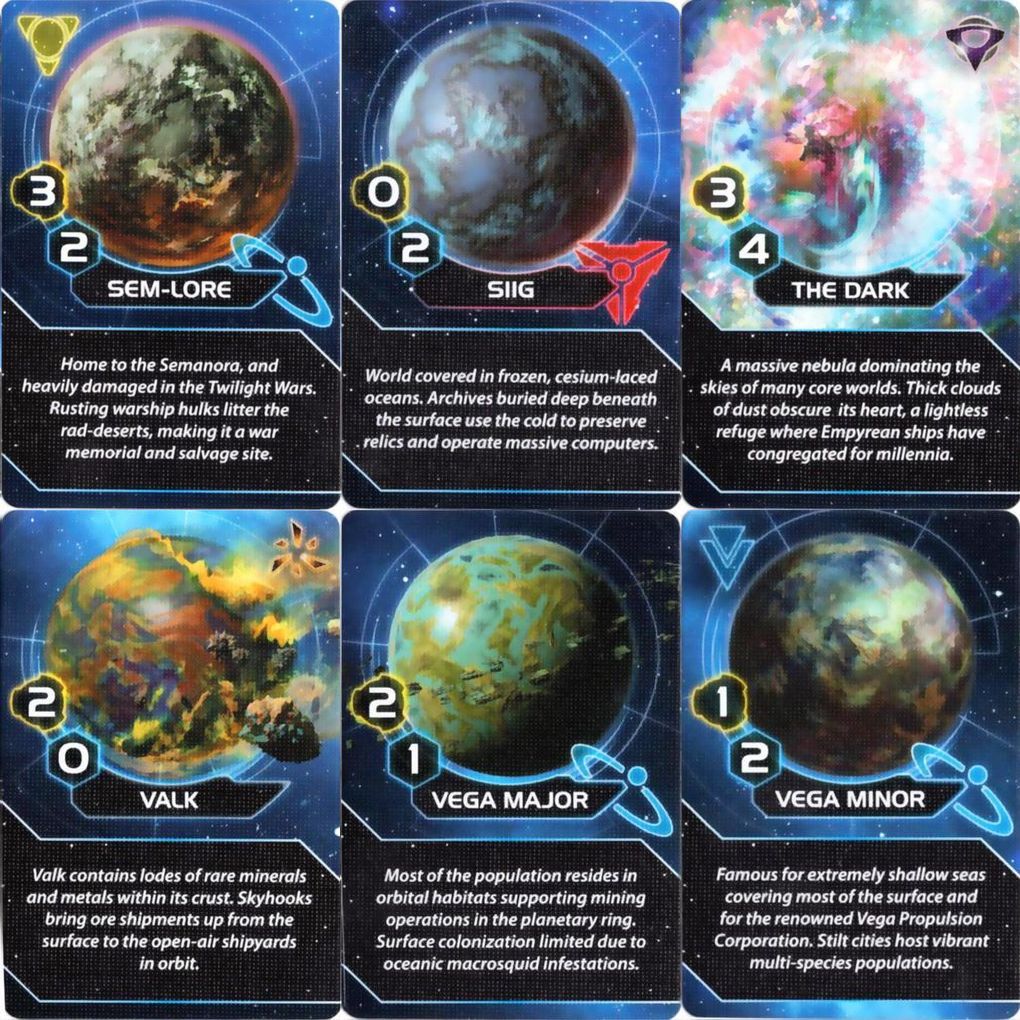 3
2
SEM-LORE
Home to the Semanora, and
heavily damaged in the Twilight Wars.
Rusting warship hulks litter the
rad-deserts, making it a war
memorial and salvage site.
0
2
SIIG
World covered in frozen, cesium-laced
oceans. Archives buried deep beneath
the surface use the cold to preserve
relics and operate massive computers.
3
4
THE DARK
A massive nebula dominating the
skies of many core worlds. Thick clouds
of dust obscure its heart, a lightless
refuge where Empyrean ships have
congregated for millennia.
2
0
VALK
Valk contains lodes of rare minerals
and metals within its crust. Skyhooks
bring ore shipments up from the
surface to the open-air shipyards
in orbit.
2
1
VEGA MAJOR
Most of the population resides in
orbital habitats supporting mining
operations in the planetary ring.
Surface colonization limited due to
oceanic macrosquid infestations.
1
2
VEGA MINOR
Famous for extremely shallow seas
covering most of the surface and
for the renowned Vega Propulsion
Corporation. Stilt cities host vibrant
multi-species populations.